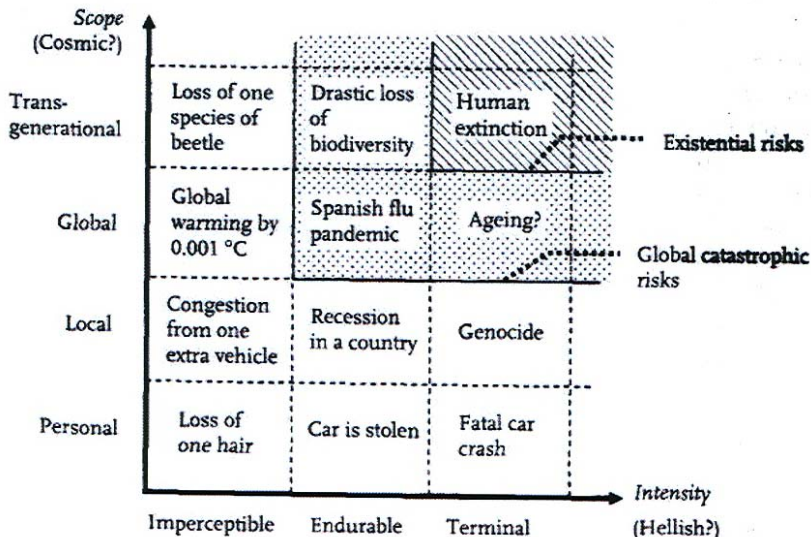 Scope
(Cosmic?)
Trans-
generational
Loss of one
species of
beetle
Drastic loss
of
biodiversity
Human
extinction
Existential risks
Global
Global
warming by
0.001 °C
Spanish flu
pandemic
Ageing?
Global catastrophic
risks
Local
Congestion
from one
extra vehicle
Recession
in a country
Genocide
Personal
Loss of
one hair
Car is stolen
Fatal car
crash
Intensity
(Hellish?)
Imperceptible
Endurable
Terminal